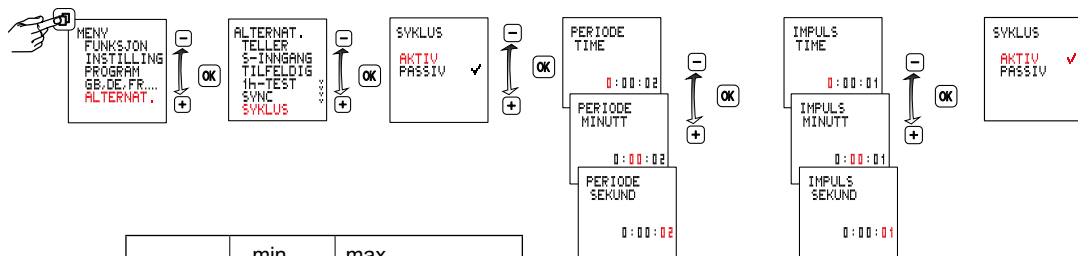 MENY
FUNKSJON
INSTILLING
PROGRAM
GB,DE,FR....
ALTERNAT.
OK
ALTERNAT.
TELLER
S-INNGANG
TILFELDIG
1h-TEST
SYNC
SYKLUS
OK
SYKLUS
AKTIV
PASSIV ✓
OK
PERIODE
TIME
0:00:02
PERIODE
MINUTT
0:00:02
PERIODE
SEKUND
0:00:02
OK
IMPULS
TIME
0:00:01
IMPULS
MINUTT
0:00:01
IMPULS
SEKUND
0:00:01
OK
SYKLUS
AKTIV ✓
PASSIV
min max